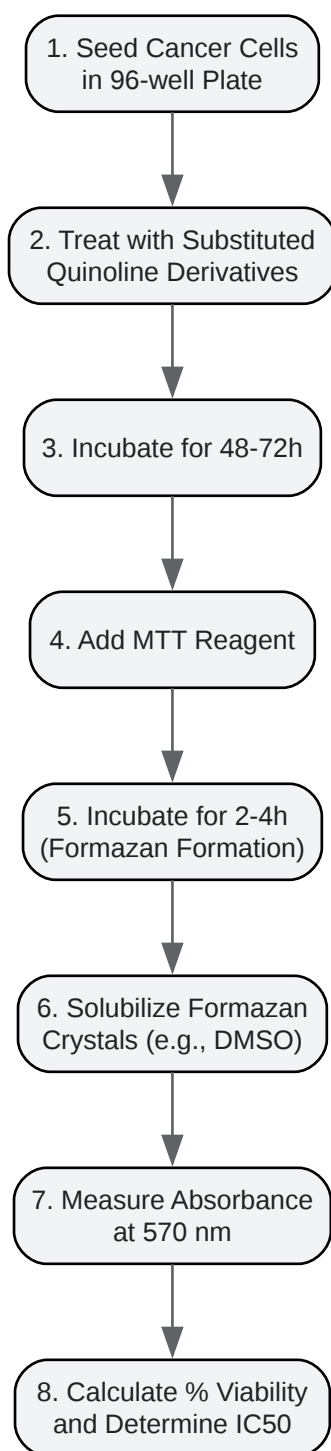 1. Seed Cancer Cells
in 96-well Plate
2. Treat with Substituted
Quinoline Derivatives
3. Incubate for 48-72h
4. Add MTT Reagent
5. Incubate for 2-4h
(Formazan Formation)
6. Solubilize Formazan
Crystals (e.g., DMSO)
7. Measure Absorbance
at 570 nm
8. Calculate % Viability
and Determine IC50